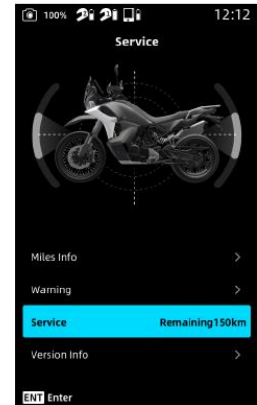 100% 12:12
Service
Miles Info
Warning
Service Remaining150km
Version Info
ENT Enter